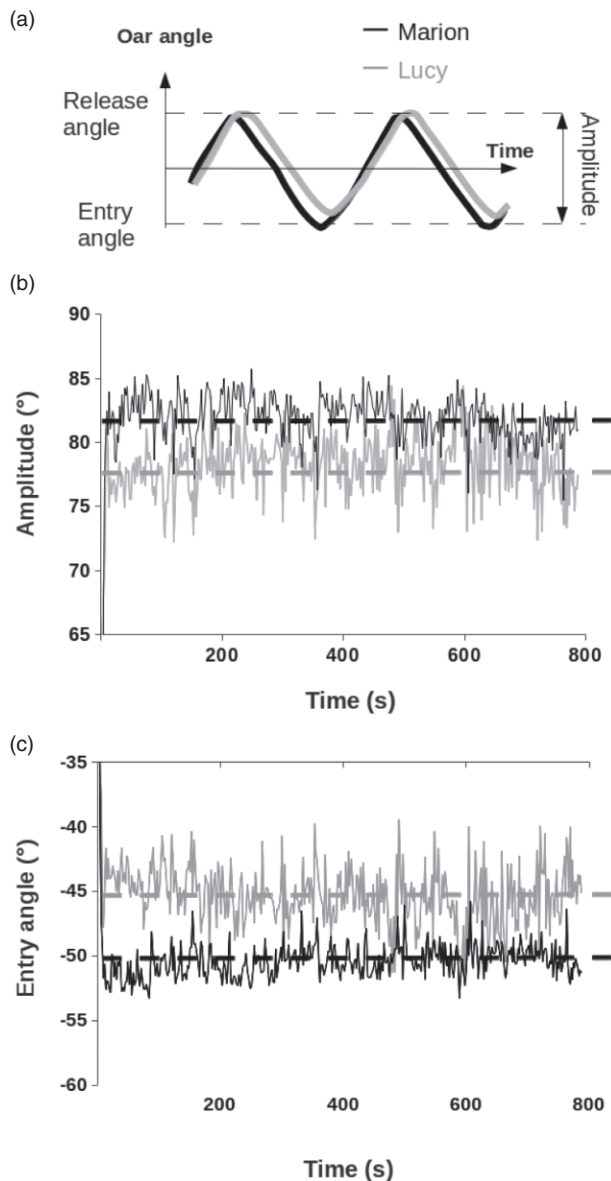 (a)
Oar angle
Marion
Lucy
Release
angle
Time
Amplitude
Entry
angle
(b)
90
85
80
75
70
65
Amplitude (°)
200
400
600
800
Time (s)
(c)
-35
-40
-45
-50
-55
-60
Entry angle (°)
200
400
600
800
Time (s)